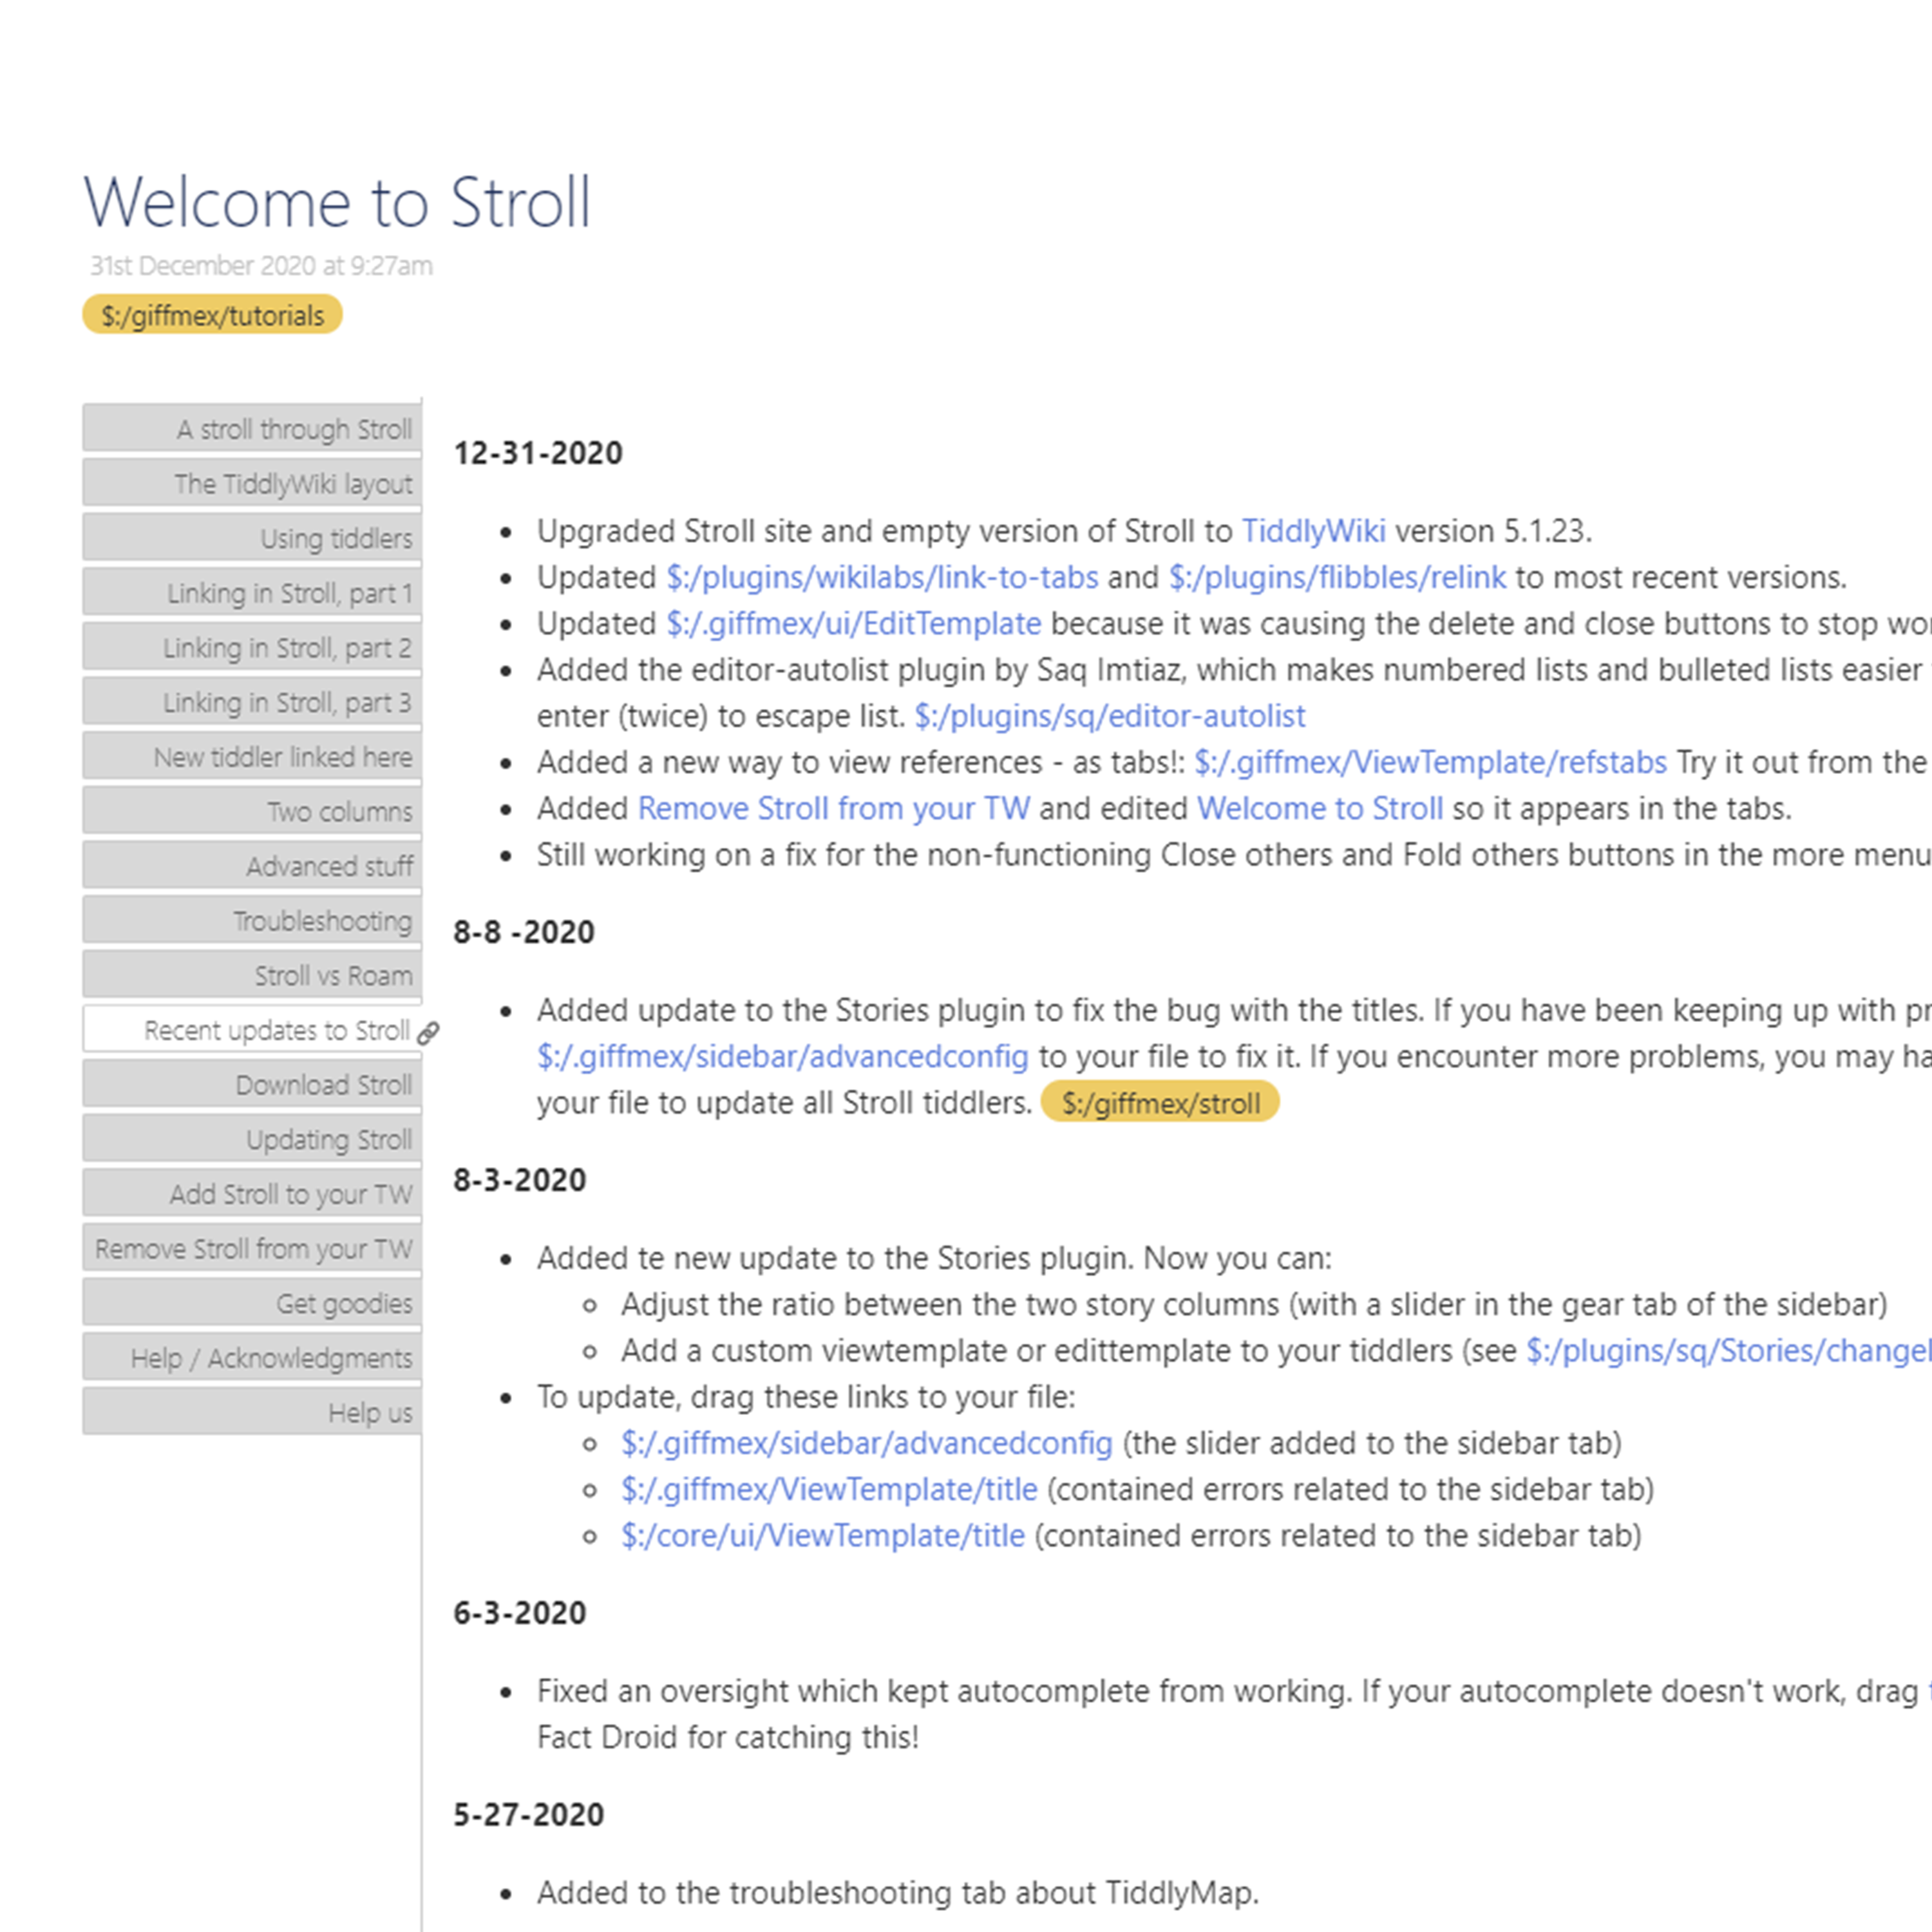 Welcome to Stroll
31st December 2020 at 9:27am
$:/giffmex/tutorials
A stroll through Stroll
The TiddlyWiki layout
Using tiddlers
Linking in Stroll, part 1
Linking in Stroll, part 2
Linking in Stroll, part 3
New tiddler linked here
Two columns
Advanced stuff
Troubleshooting
Stroll vs Roam
Recent updates to Stroll
Download Stroll
Updating Stroll
Add Stroll to your TW
Remove Stroll from your TW
Get goodies
Help / Acknowledgments
Help us
12-31-2020
Upgraded Stroll site and empty version of Stroll to TiddlyWiki version 5.1.23.
Updated $:/plugins/wikilabs/link-to-tabs and $:/plugins/flibbles/relink to most recent versions.
Updated $:/.giffmex/ui/EditTemplate because it was causing the delete and close buttons to stop
Added the editor-autolist plugin by Saq Imtiaz, which makes numbered lists and bulleted lists easier
enter (twice) to escape list. $:/plugins/sq/editor-autolist
Added a new way to view references - as tabs!: $:/.giffmex/ViewTemplate/refstabs Try it out from the
Added Remove Stroll from your TW and edited Welcome to Stroll so it appears in the tabs.
Still working on a fix for the non-functioning Close others and Fold others buttons in the more menu
8-8 -2020
Added update to the Stories plugin to fix the bug with the titles. If you have been keeping up with
$:/.giffmex/sidebar/advancedconfig to your file to fix it. If you encounter more problems, you may
your file to update all Stroll tiddlers. $:/giffmex/stroll
8-3-2020
Added te new update to the Stories plugin. Now you can:
Adjust the ratio between the two story columns (with a slider in the gear tab of the sidebar)
Add a custom viewtemplate or edittemplate to your tiddlers (see $:/plugins/sq/Stories/changel
To update, drag these links to your file:
$:/.giffmex/sidebar/advancedconfig (the slider added to the sidebar tab)
$:/.giffmex/ViewTemplate/title (contained errors related to the sidebar tab)
$:/core/ui/ViewTemplate/title (contained errors related to the sidebar tab)
6-3-2020
Fixed an oversight which kept autocomplete from working. If your autocomplete doesn't work, drag
Fact Droid for catching this!
5-27-2020
Added to the troubleshooting tab about TiddlyMap.